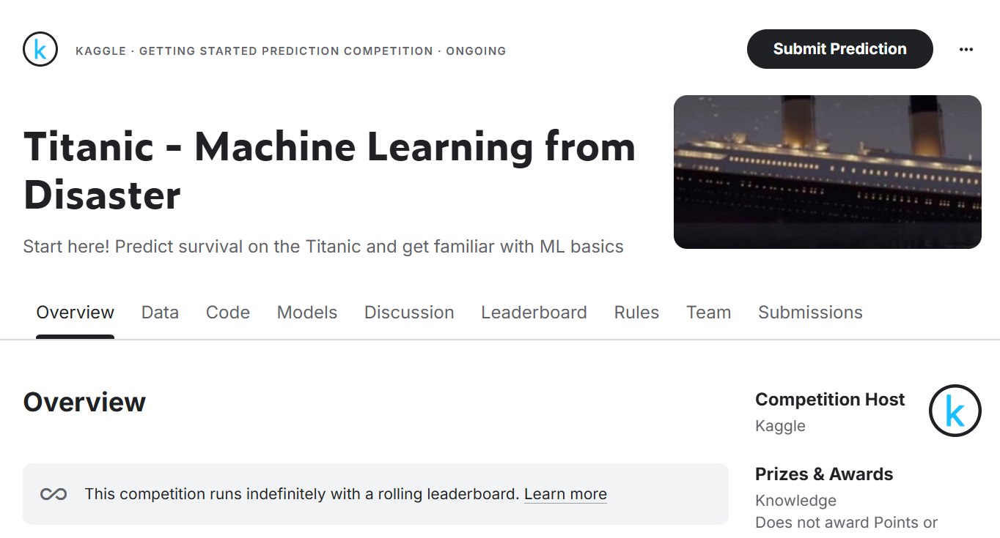 k
KAGGLE · GETTING STARTED PREDICTION COMPETITION · ONGOING
Submit Prediction
Titanic - Machine Learning from
Disaster
Start here! Predict survival on the Titanic and get familiar with ML basics
Overview Data Code Models Discussion Leaderboard Rules Team Submissions
Overview
This competition runs indefinitely with a rolling leaderboard. Learn more
Competition Host
Kaggle
k
Prizes & Awards
Knowledge
Does not award Points or